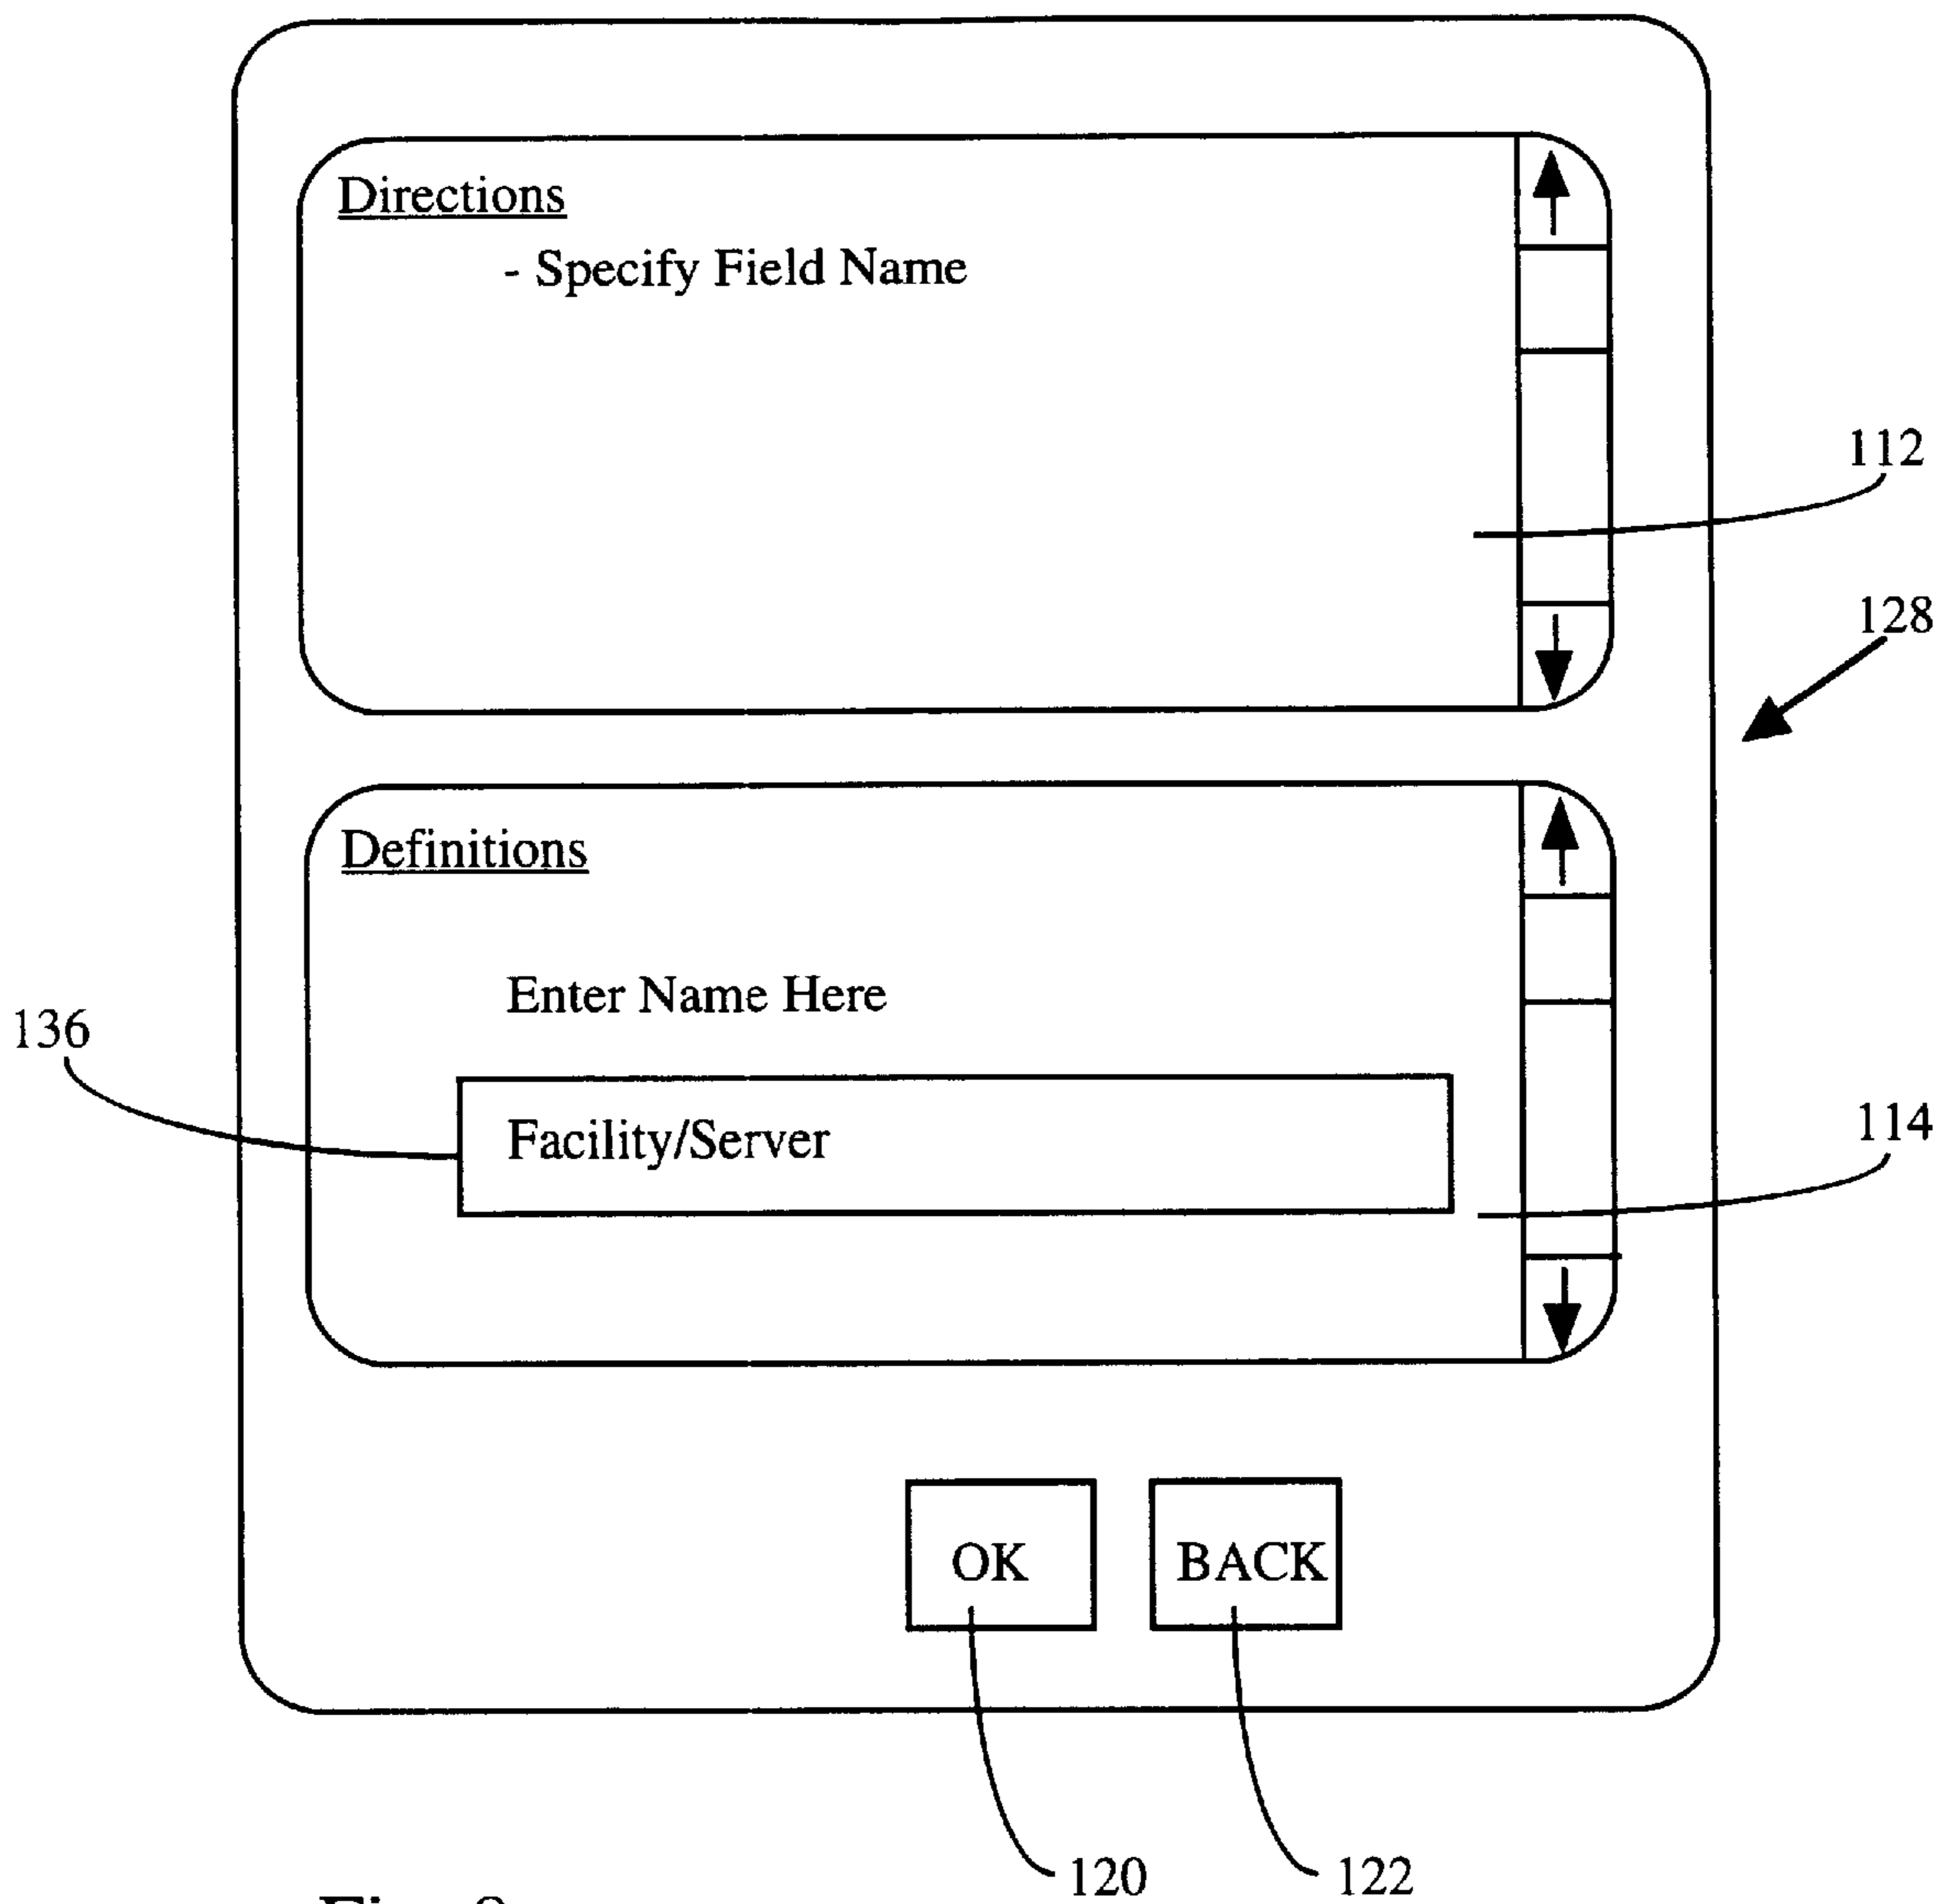 Directions
- Specify Field Name
112
128
Definitions
Enter Name Here
136
Facility/Server
114
OK
BACK
120
122